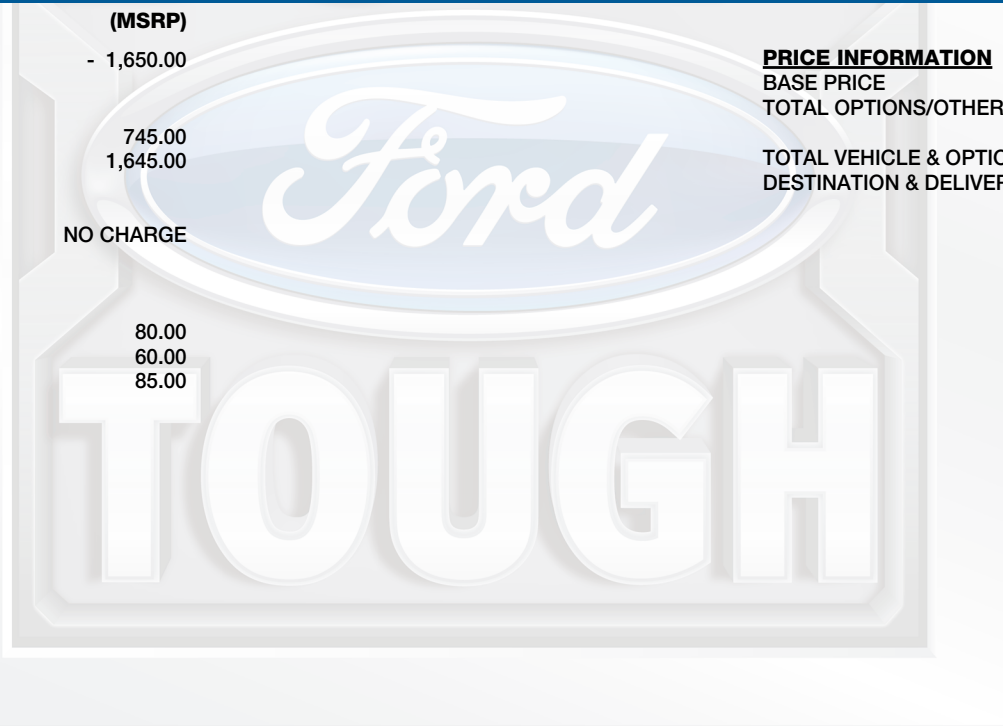 (MSRP)
- 1,650.00
745.00
1,645.00
NO CHARGE
80.00
60.00
85.00
PRICE INFORMATION
BASE PRICE
TOTAL OPTIONS/OTHER
TOTAL VEHICLE & OPTIO
DESTINATION & DELIVER
Ford
TOUGH